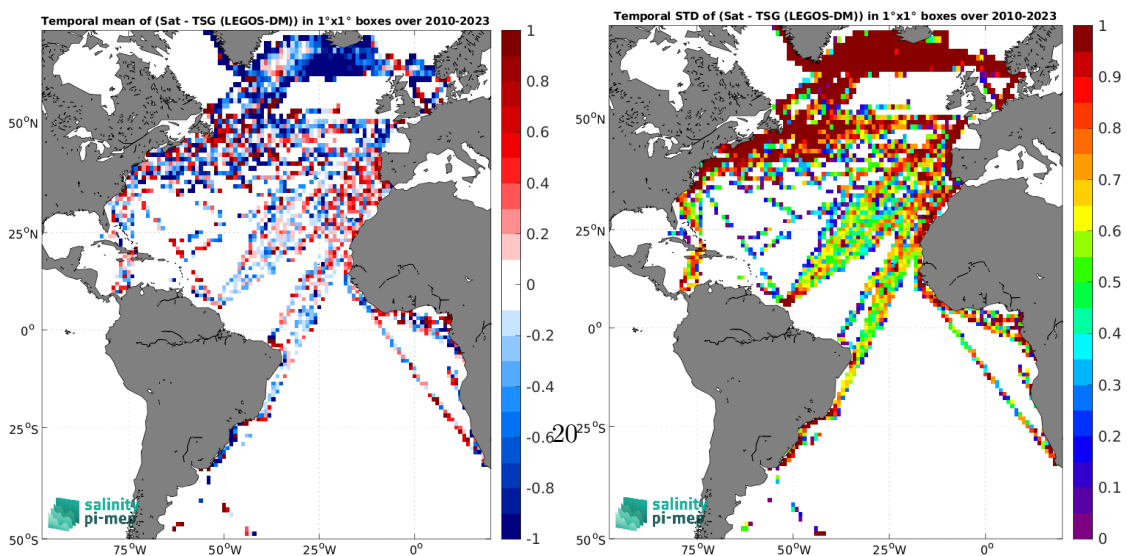 Temporal mean of (Sat - TSG (LEGOS-DM)) in 1°x1° boxes over 2010-2023
50°N
25°N
0°
25°S
50°S
75°W
50°W
25°W
0°
1
0.8
0.6
0.4
0.2
0
-0.2
-0.4
-0.6
-0.8
-1
salinity
pi-mep
20
Temporal STD of (Sat - TSG (LEGOS-DM)) in 1°x1° boxes over 2010-2023
50°N
25°N
0°
25°S
50°S
75°W
50°W
25°W
0°
1
0.9
0.8
0.7
0.6
0.5
0.4
0.3
0.2
0.1
0
salinity
pi-mep